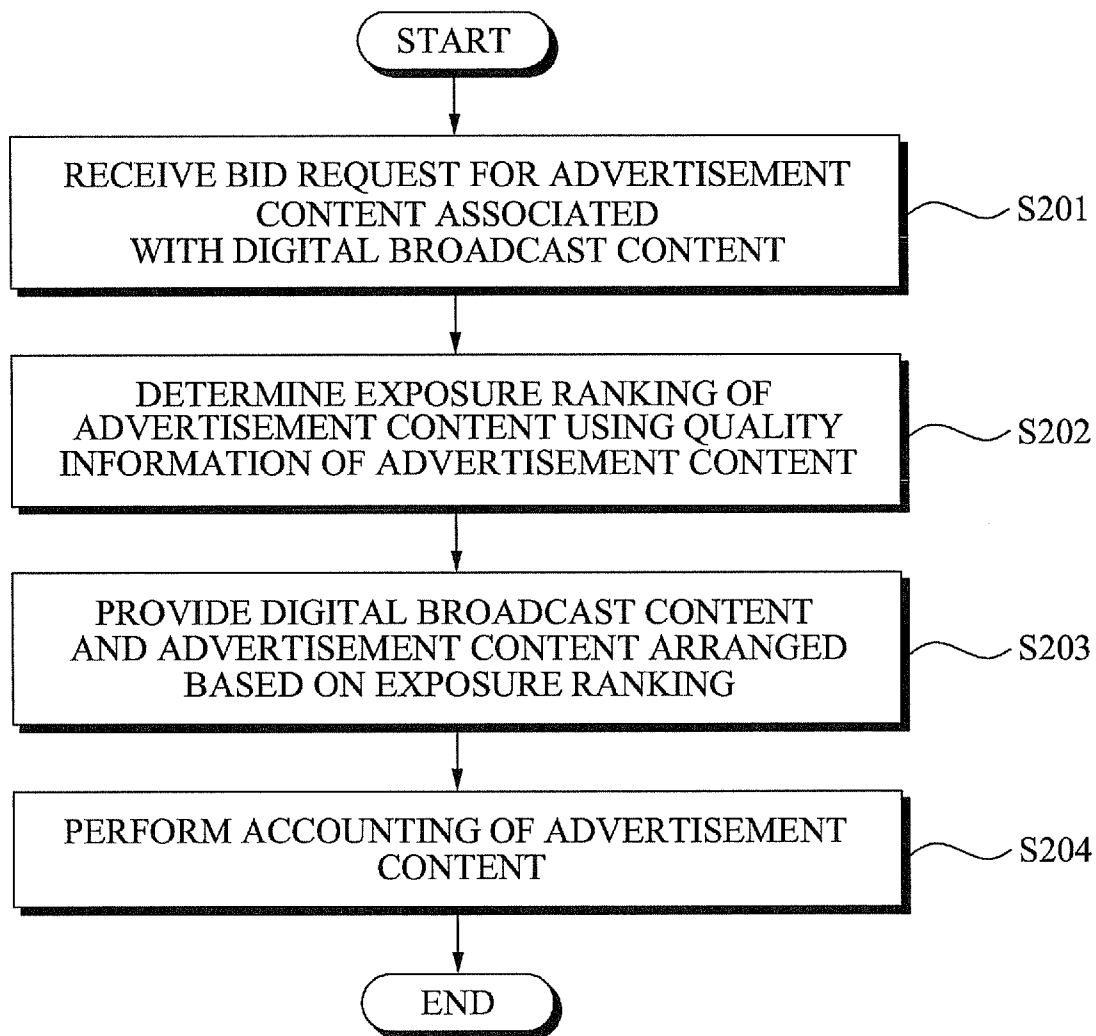 START
RECEIVE BID REQUEST FOR ADVERTISEMENT
CONTENT ASSOCIATED
WITH DIGITAL BROADCAST CONTENT
S201
DETERMINE EXPOSURE RANKING OF
ADVERTISEMENT CONTENT USING QUALITY
INFORMATION OF ADVERTISEMENT CONTENT
S202
PROVIDE DIGITAL BROADCAST CONTENT
AND ADVERTISEMENT CONTENT ARRANGED
BASED ON EXPOSURE RANKING
S203
PERFORM ACCOUNTING OF ADVERTISEMENT
CONTENT
S204
END